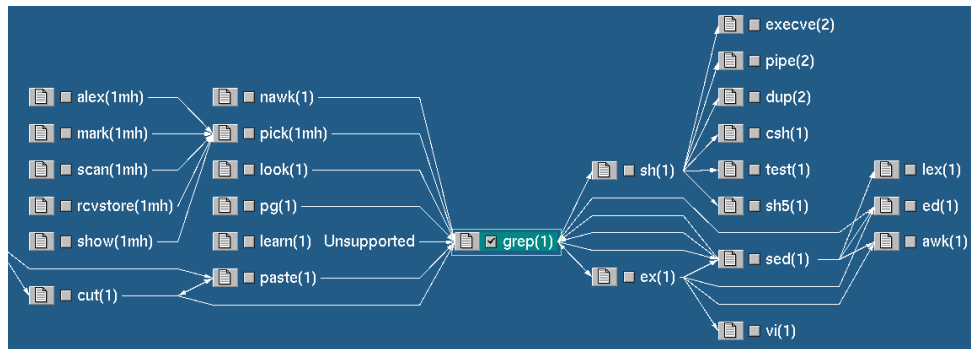 execve(2)
pipe(2)
alex(1mh) nawk(1) dup(2)
mark(1mh) pick(1mh) csh(1)
scan(1mh) look(1) sh(1) test(1) lex(1)
rcvstore(1mh) pg(1) sh5(1) ed(1)
show(1mh) learn(1) Unsupported grep(1) awk(1)
sed(1)
paste(1) ex(1)
cut(1)
vi(1)